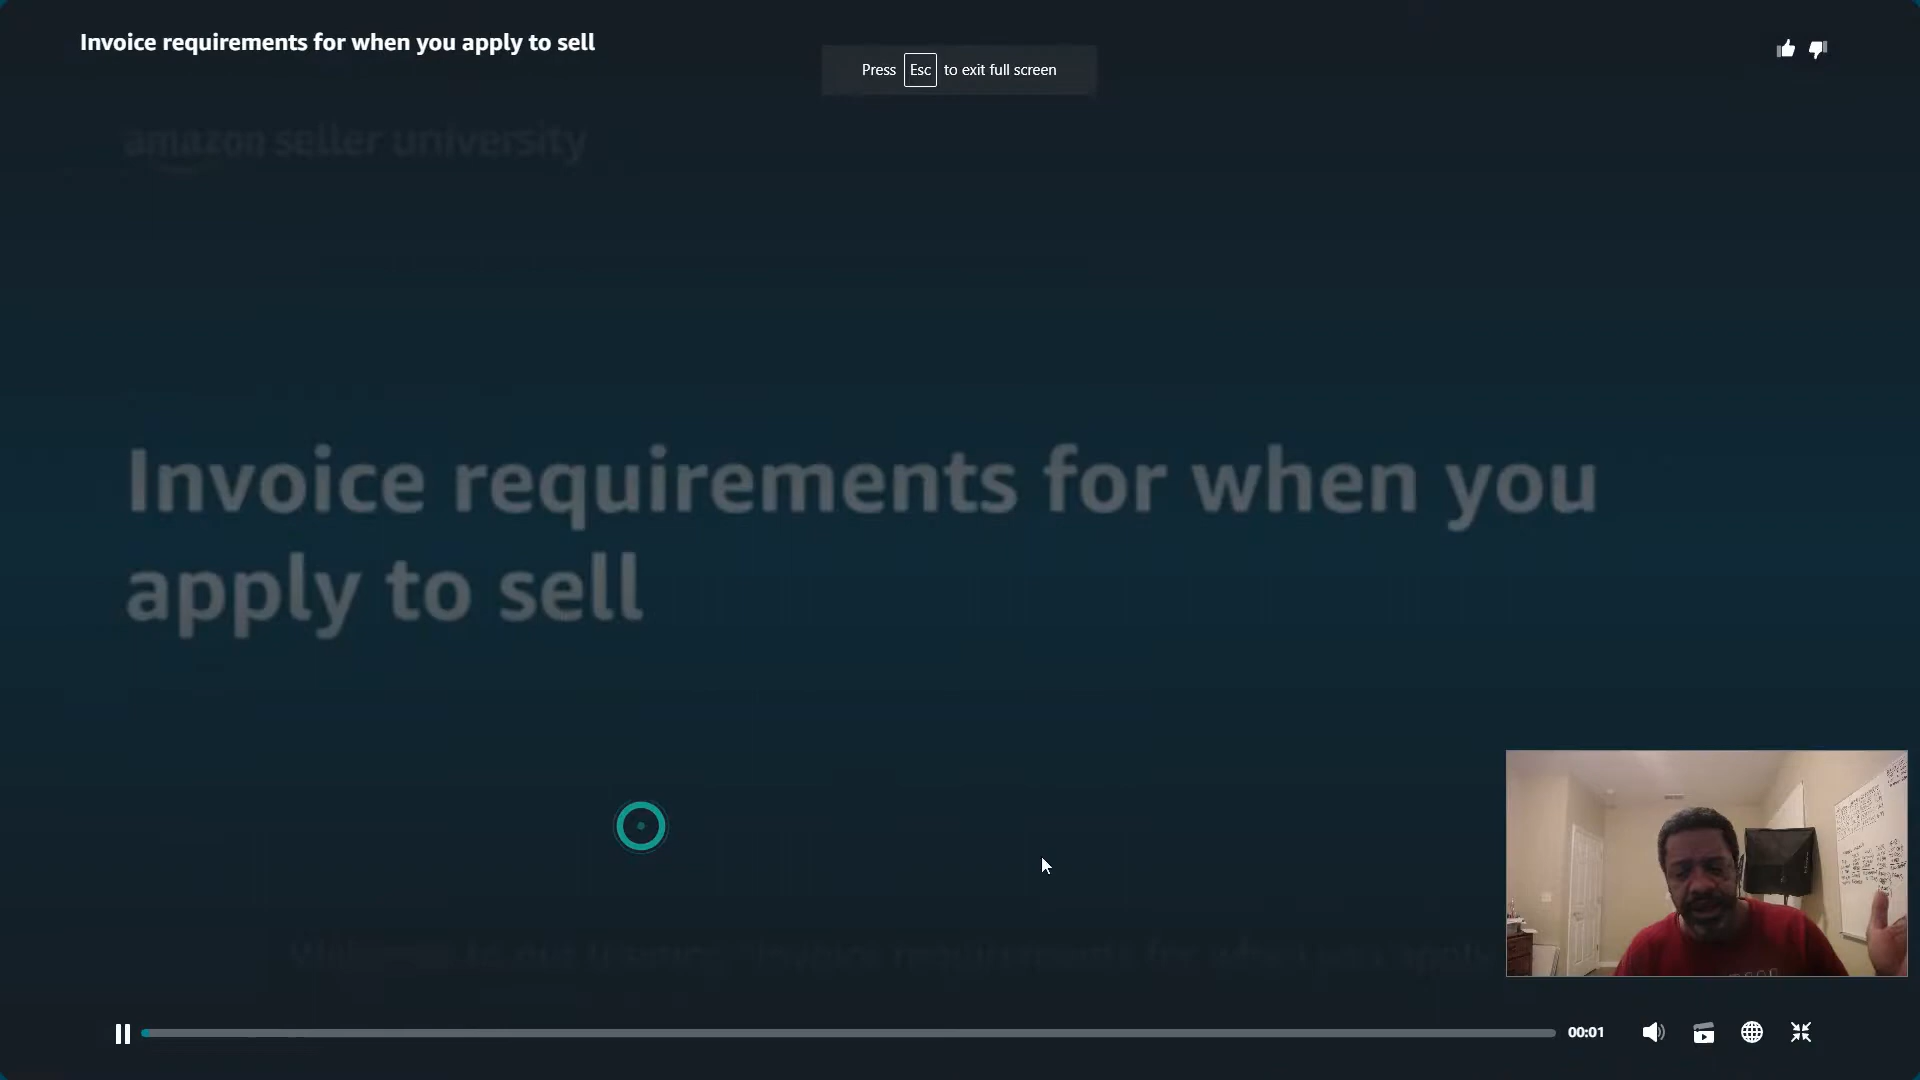 Invoice requirements for when you apply to sell
Press Esc to exit full screen
amazon seller university
Invoice requirements for when you
apply to sell
00:01